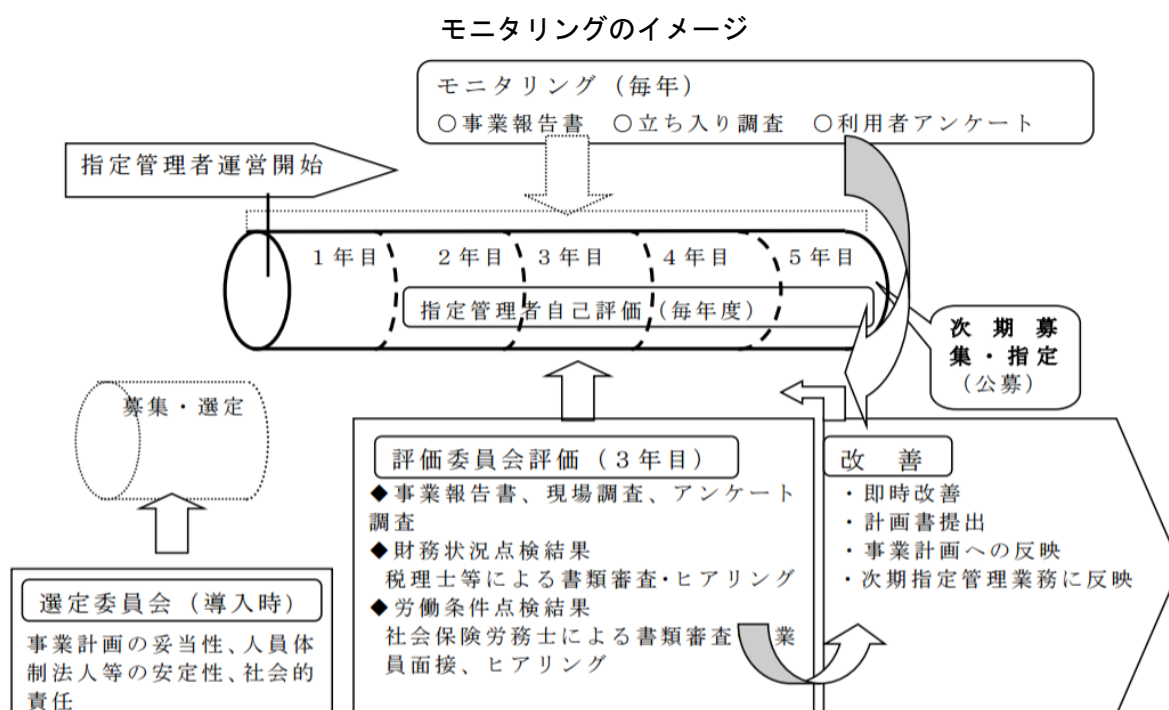 モニタリングのイメージ
モニタリング（毎年）
○事業報告書　○立ち入り調査　○利用者アンケート
指定管理者運営開始
1年目　2年目　3年目　4年目　5年目
指定管理者自己評価（毎年度）
次期募
集・指定
（公募）
募集・選定
評価委員会評価（３年目）
◆事業報告書、現場調査、アンケート
調査
◆財務状況点検結果
税理士等による書類審査・ヒアリング
◆労働条件点検結果
社会保険労務士による書類審査　業
員面接、ヒアリング
改　善
・即時改善
・計画書提出
・事業計画への反映
・次期指定管理業務に反映
選定委員会（導入時）
事業計画の妥当性、人員体
制法人等の安定性、社会的
責任